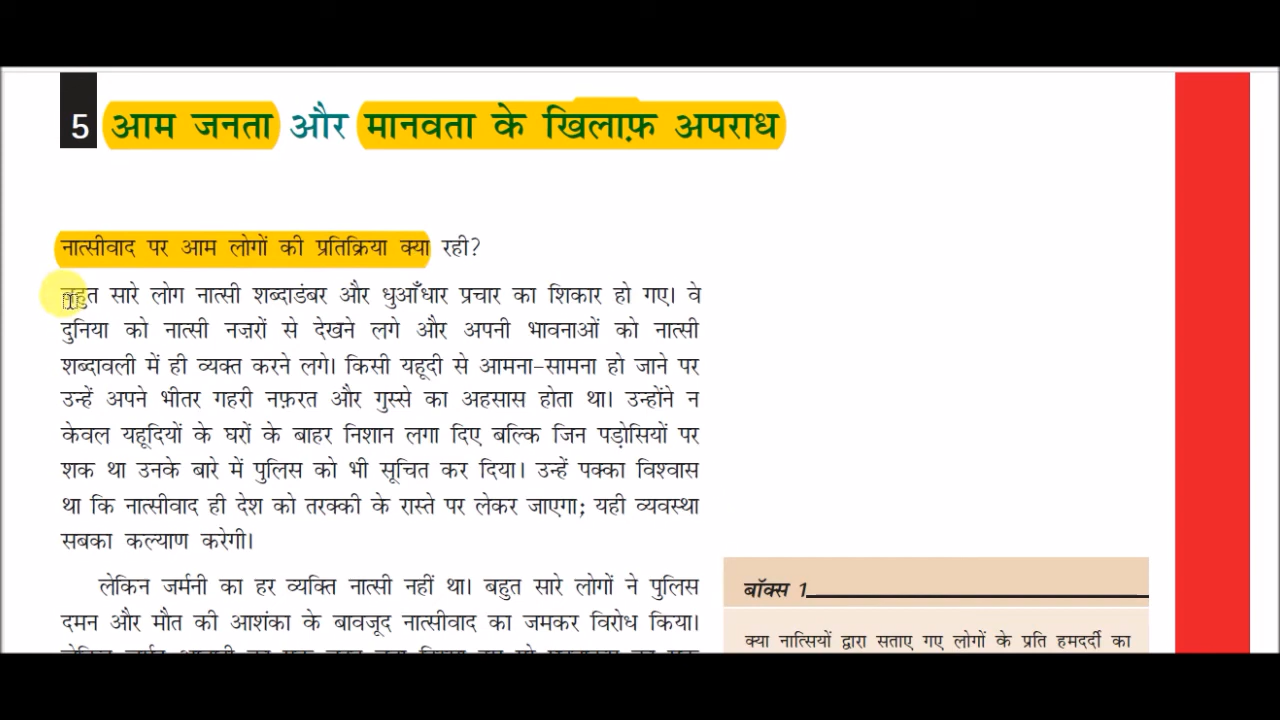 5 आम जनता और मानवता के खिलाफ़ अपराध
नात्सीवाद पर आम लोगों की प्रतिक्रिया क्या रही?
बहुत सारे लोग नात्सी शब्दाडंबर और धुआँधार प्रचार का शिकार हो गए। वे
दुनिया को नात्सी नज़रों से देखने लगे और अपनी भावनाओं को नात्सी
शब्दावली में ही व्यक्त करने लगे। किसी यहूदी से आमना-सामना हो जाने पर
उन्हें अपने भीतर गहरी नफ़रत और गुस्से का अहसास होता था। उन्होंने न
केवल यहूदियों के घरों के बाहर निशान लगा दिए बल्कि जिन पड़ोसियों पर
शक था उनके बारे में पुलिस को भी सूचित कर दिया। उन्हें पक्का विश्वास
था कि नात्सीवाद ही देश को तरक्की के रास्ते पर लेकर जाएगा; यही व्यवस्था
सबका कल्याण करेगी।
लेकिन जर्मनी का हर व्यक्ति नात्सी नहीं था। बहुत सारे लोगों ने पुलिस
दमन और मौत की आशंका के बावजूद नात्सीवाद का जमकर विरोध किया।
बॉक्स 1
क्या नात्सियों द्वारा सताए गए लोगों के प्रति हमदर्दी का